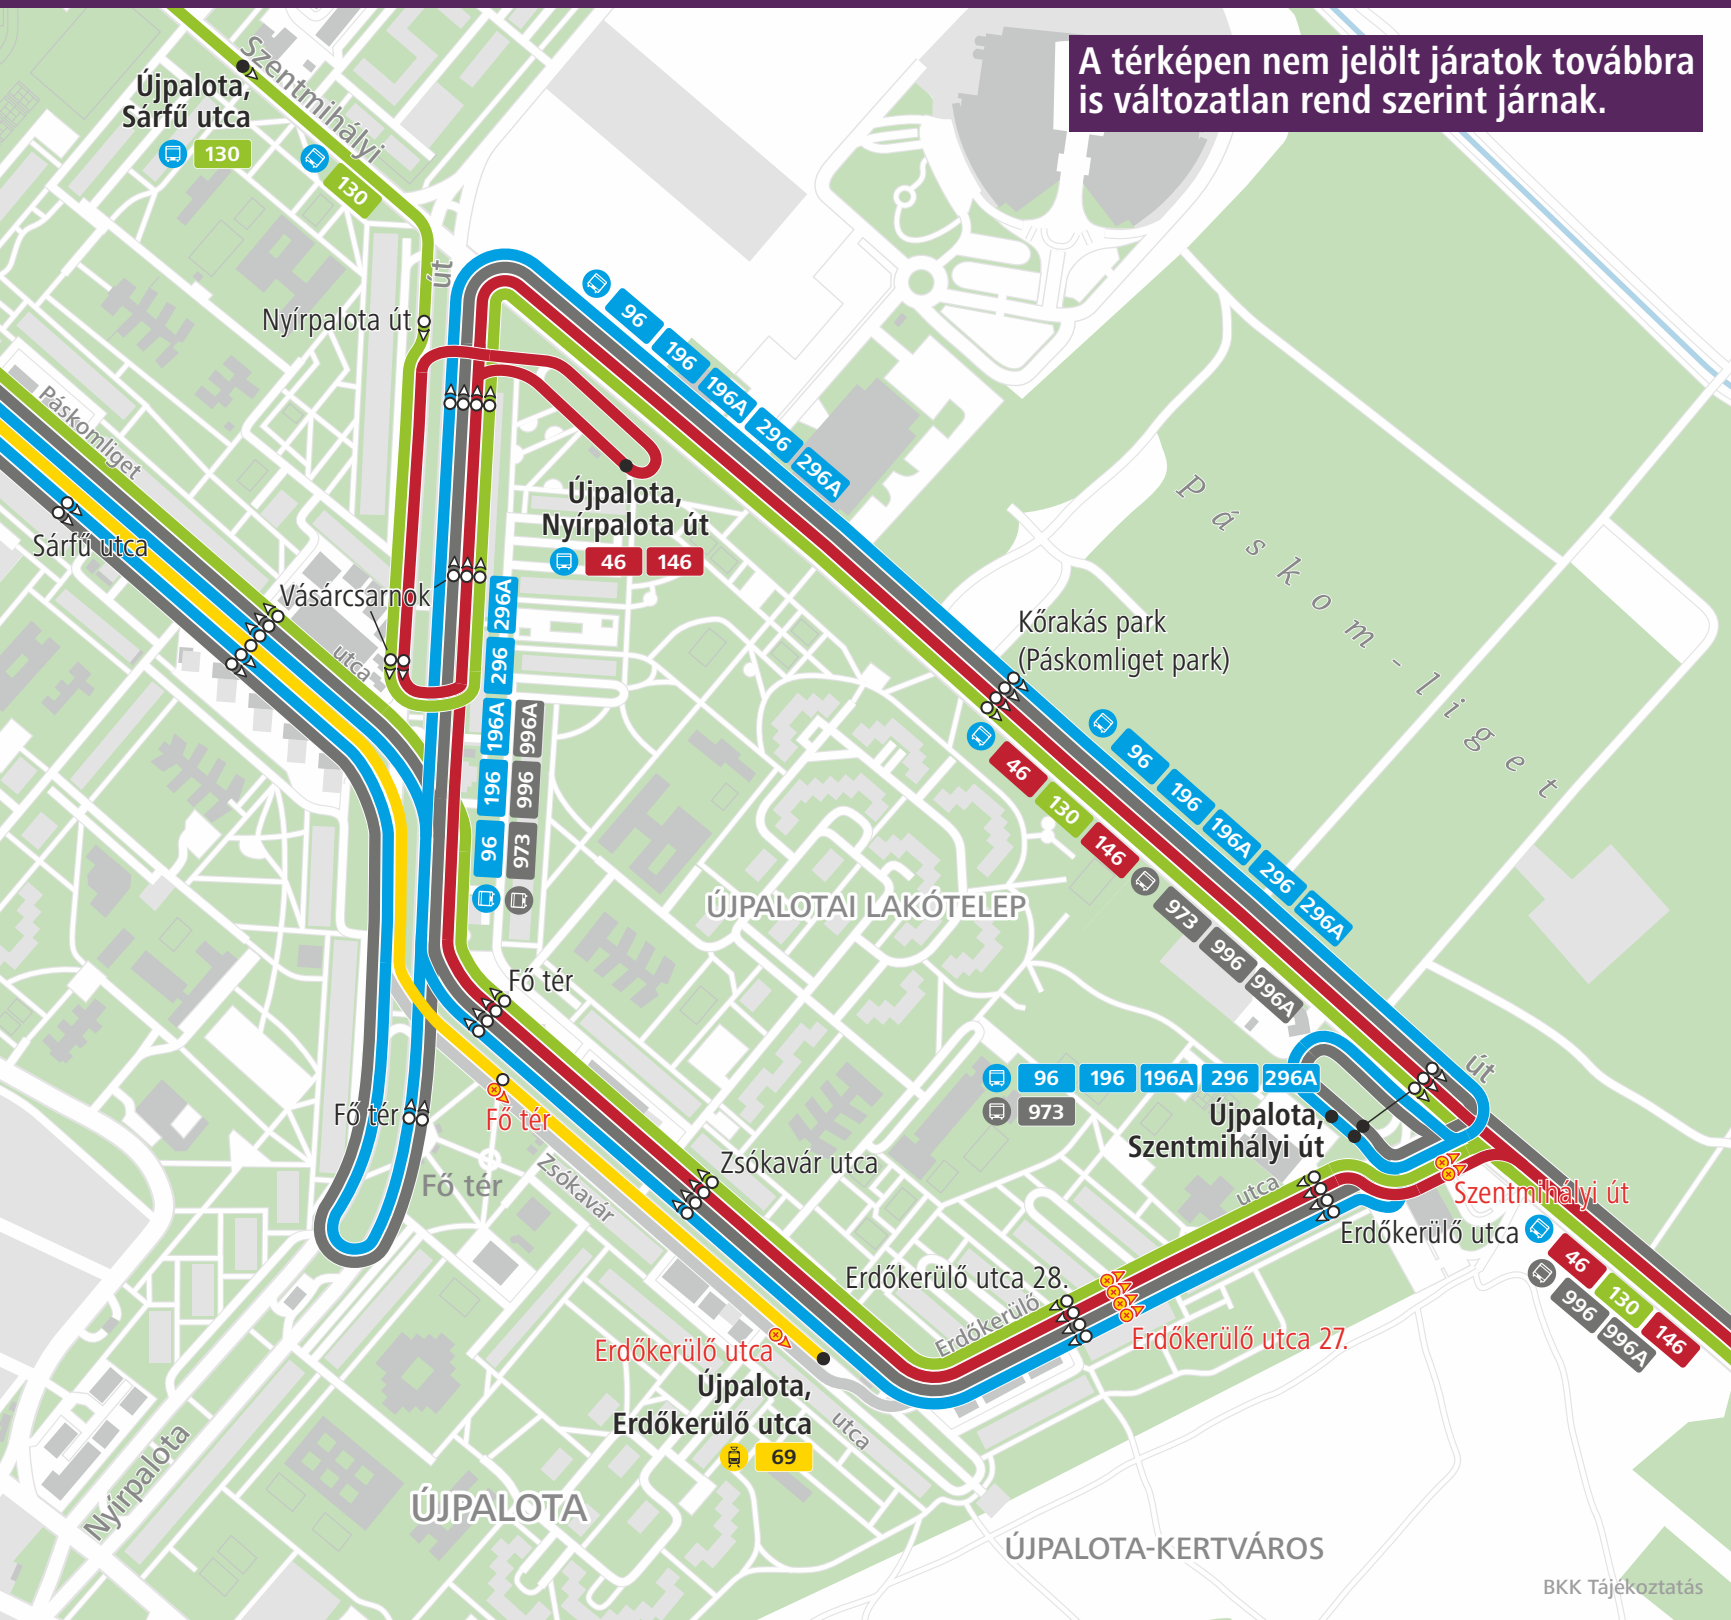 A térképen nem jelölt járatok továbbra
is változatlan rend szerint járnak.
Szentmihályi
Újpalota,
Sárfű utca
130
130
út
Nyírpalota út
96
196
196A
296
296A
Páskomliget
Újpalota,
Nyírpalota út
46 146
Sárfű utca
Vásárcsarnok
utca
296A
296
196A
196
96
996A
996
973
Páskom-liget
Kőrakás park
(Páskomliget park)
96
196
196A
296
296A
46
130
146
973
996
996A
ÚJPALOTAI LAKÓTELEP
Fő tér
út
96 196 196A 296 296A
973
Újpalota,
Szentmihályi út
Fő tér
Fő tér
Fő tér
Zsókavár
Zsókavár utca
utca
Szentmihályi út
Erdőkerülő utca
46
130
146
996
996A
Erdőkerülő utca 28.
Erdőkerülő
Erdőkerülő utca 27.
Erdőkerülő utca
Újpalota,
Erdőkerülő utca
69
utca
Nyírpalota
ÚJPALOTA
ÚJPALOTA-KERTVÁROS
BKK Tájékoztatás